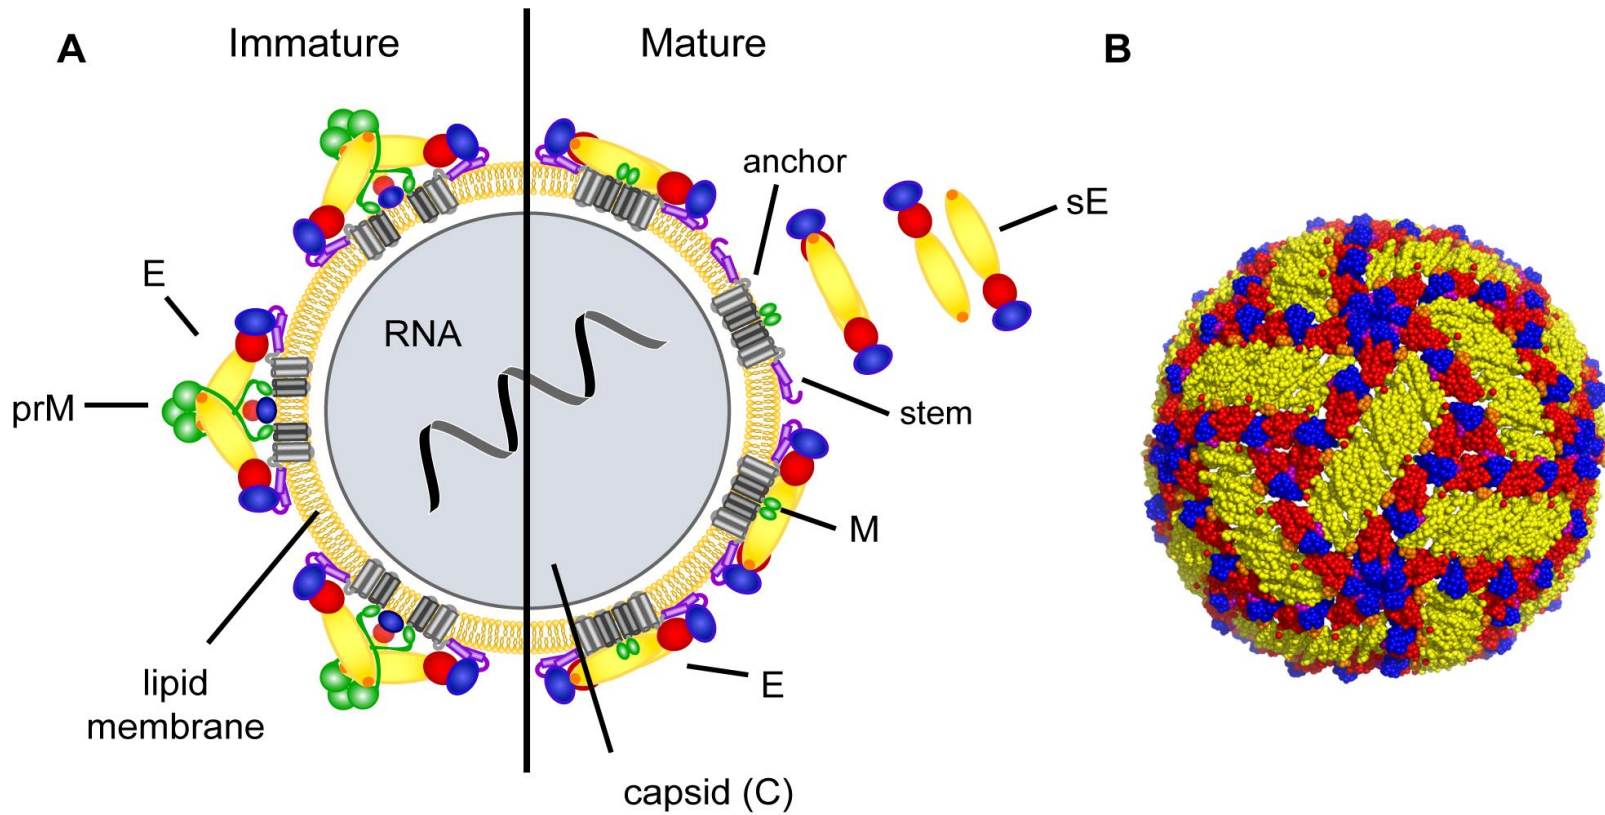 A
Immature
Mature
B
anchor
sE
E
RNA
prM
stem
M
lipid
membrane
E
capsid (C)